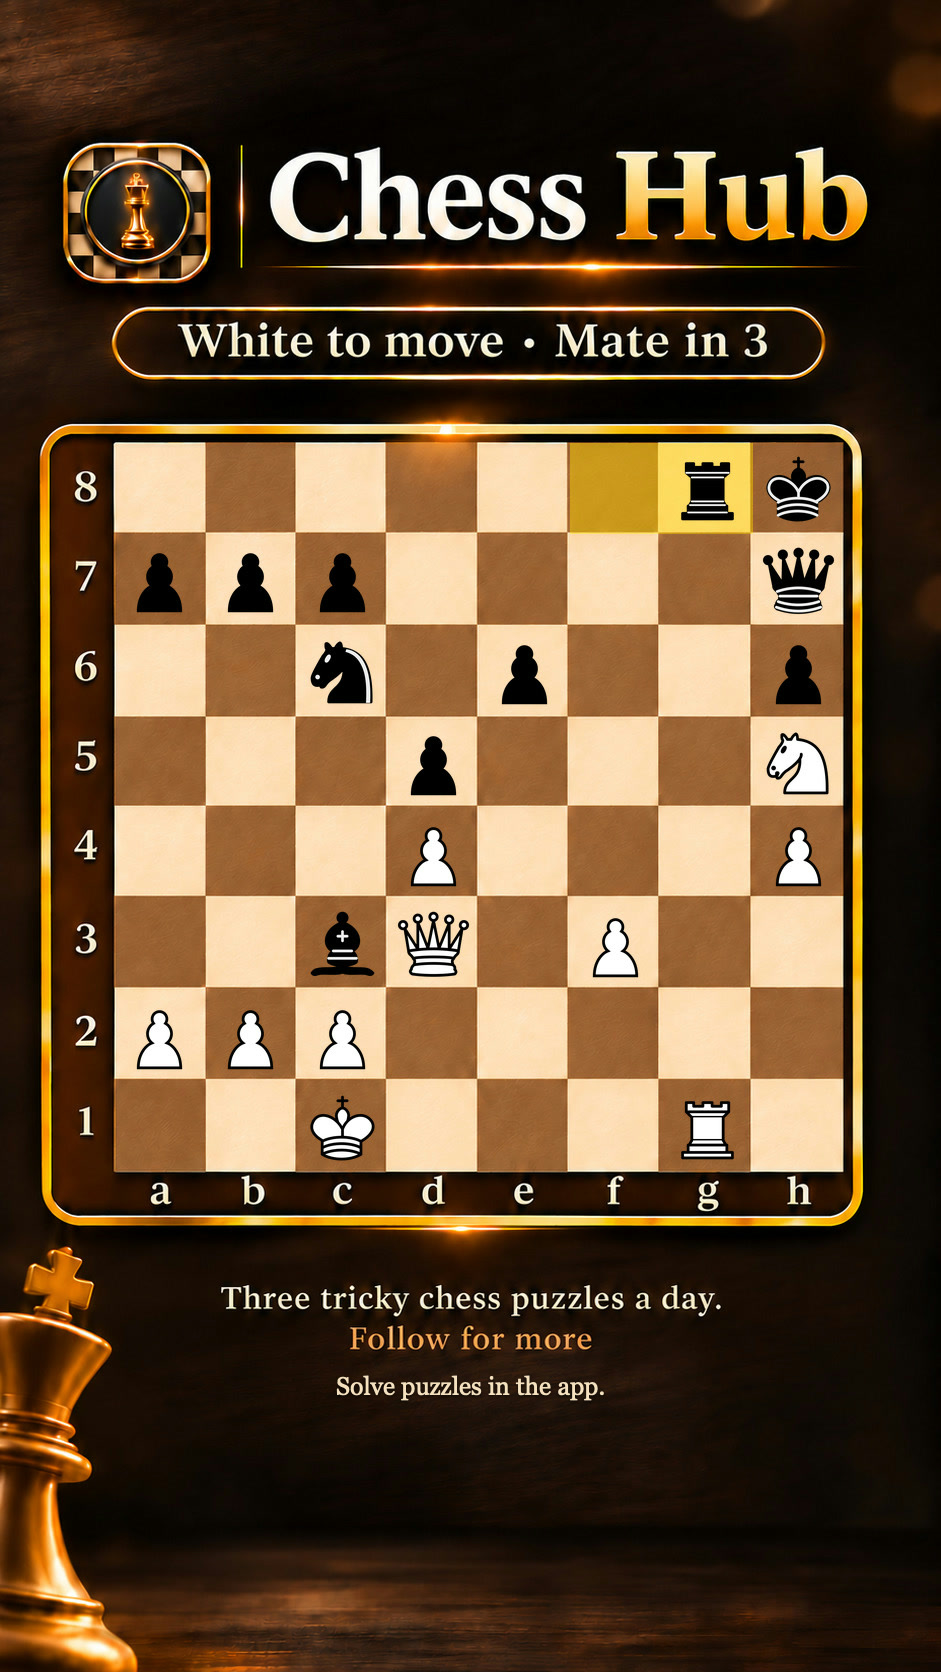 Chess Hub
White to move • Mate in 3
8
7
6
5
4
3
2
1
a b c d e f g h
Three tricky chess puzzles a day.
Follow for more
Solve puzzles in the app.